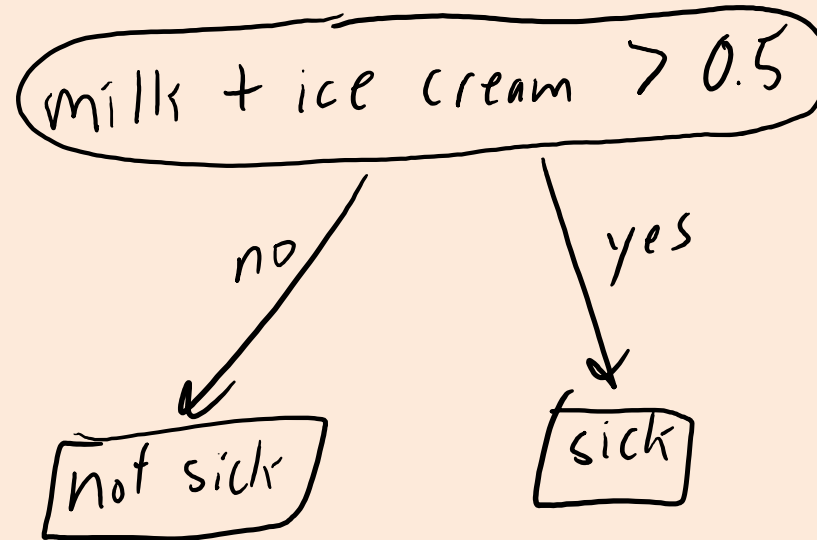 milk + ice cream > 0.5
no
yes
not sick
sick